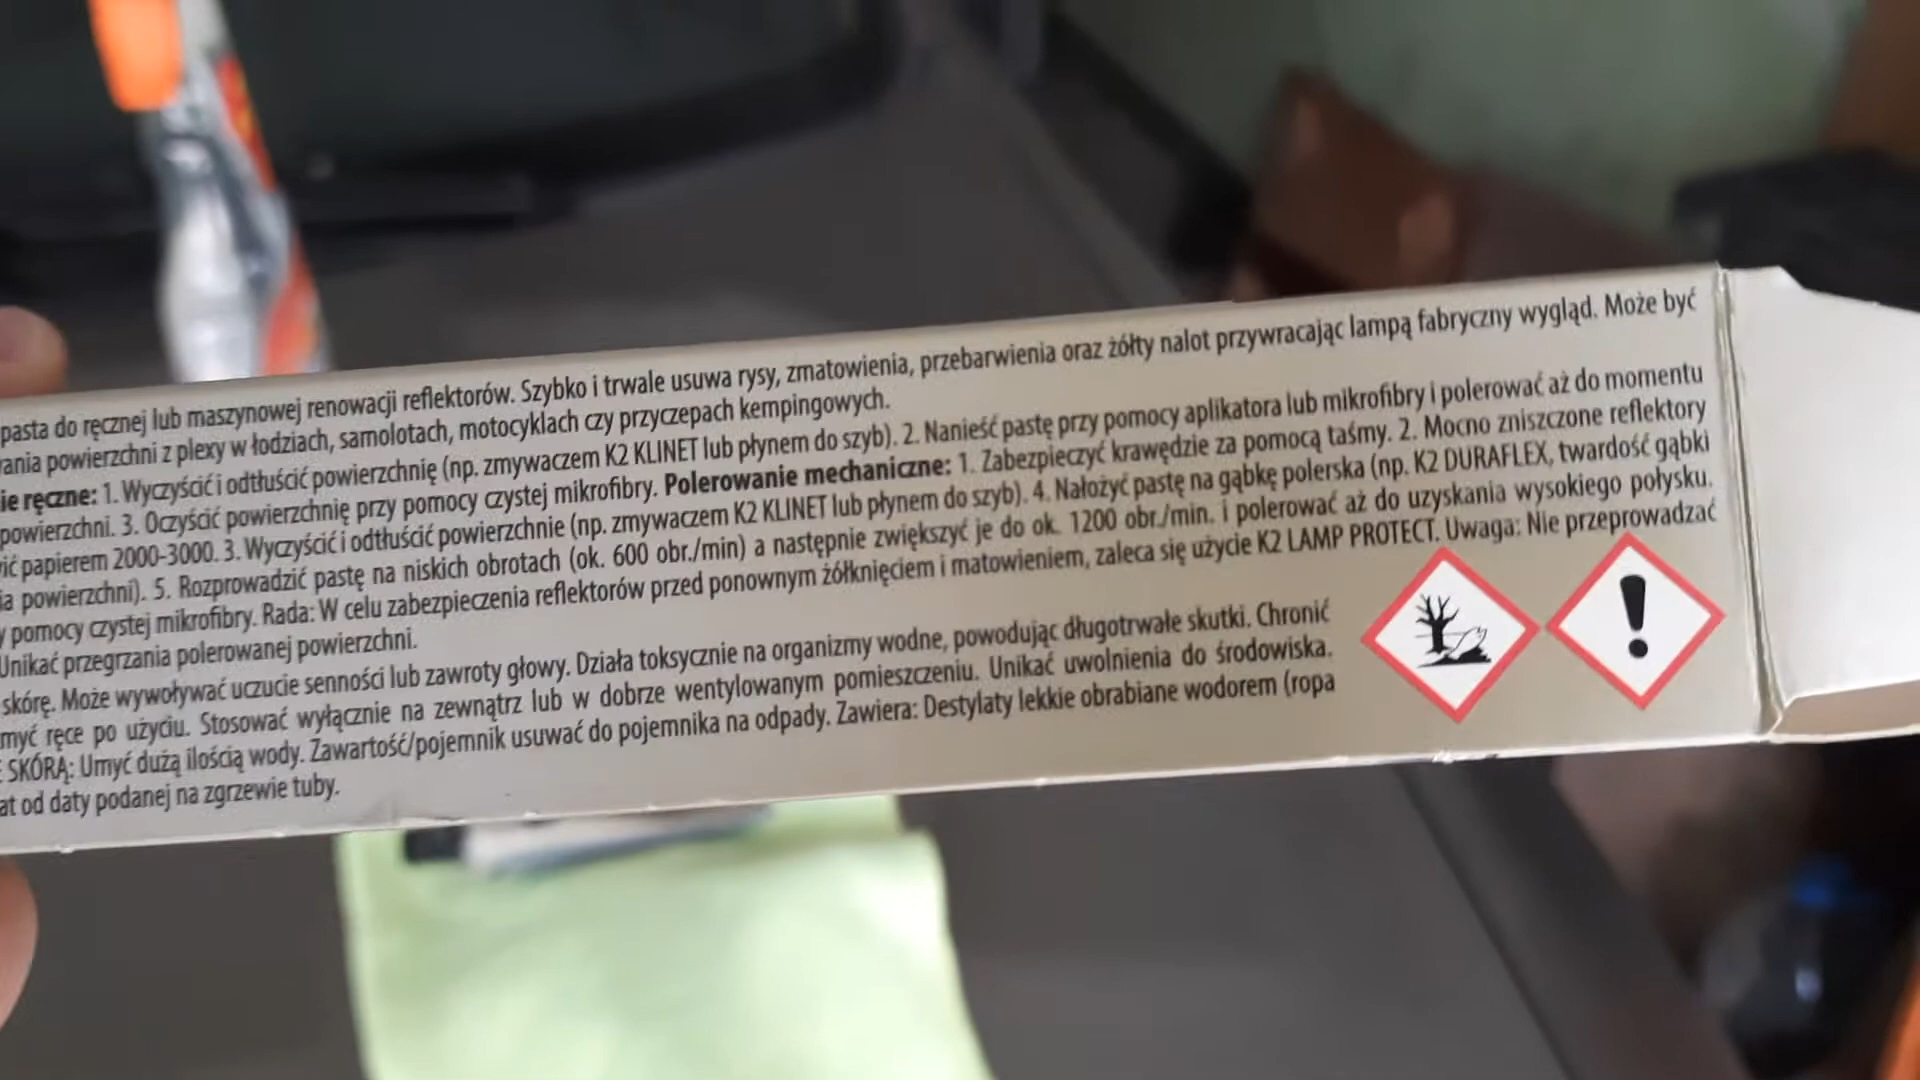 pasta do ręcznej lub maszynowej renowacji reflektorów. Szybko i trwale usuwa rysy, zmatowienia, przebarwienia oraz żółty nalot przywracając lampą fabryczny wygląd. Może być
ania powierzchni z plexy w łodziach, samolotach, motocyklach czy przyczepach kempingowych.
ie ręczne: 1. Wyczyścić i odtłuścić powierzchnię (np. zmywaczem K2 KLINET lub płynem do szyb). 2. Nanieść pastę przy pomocy aplikatora lub mikrofibry i polerować aż do momentu
powierzchni. 3. Oczyścić powierzchnię przy pomocy czystej mikrofibry. Polerowanie mechaniczne: 1. Zabezpieczyć krawędzie za pomocą taśmy. 2. Mocno zniszczone reflektory
ić papierem 2000-3000. 3. Wyczyścić i odtłuścić powierzchnie (np. zmywaczem K2 KLINET lub płynem do szyb). 4. Nałożyć pastę na gąbkę polerska (np. K2 DURAFLEX, twardość gąbki
ia powierzchni). 5. Rozprowadzić pastę na niskich obrotach (ok. 600 obr./min) a następnie zwiększyć je do ok. 1200 obr./min. i polerować aż do uzyskania wysokiego połysku.
y pomocy czystej mikrofibry. Rada: W celu zabezpieczenia reflektorów przed ponownym żółknięciem i matowieniem, zaleca się użycie K2 LAMP PROTECT. Uwaga: Nie przeprowadzać
Unikać przegrzania polerowanej powierzchni.
skórę. Może wywoływać uczucie senności lub zawroty głowy. Działa toksycznie na organizmy wodne, powodując długotrwałe skutki. Chronić
myć ręce po użyciu. Stosować wyłącznie na zewnątrz lub w dobrze wentylowanym pomieszczeniu. Unikać uwolnienia do środowiska.
SKÓRĄ: Umyć dużą ilością wody. Zawartość/pojemnik usuwać do pojemnika na odpady. Zawiera: Destylaty lekkie obrabiane wodorem (ropa
at od daty podanej na zgrzewie tuby.